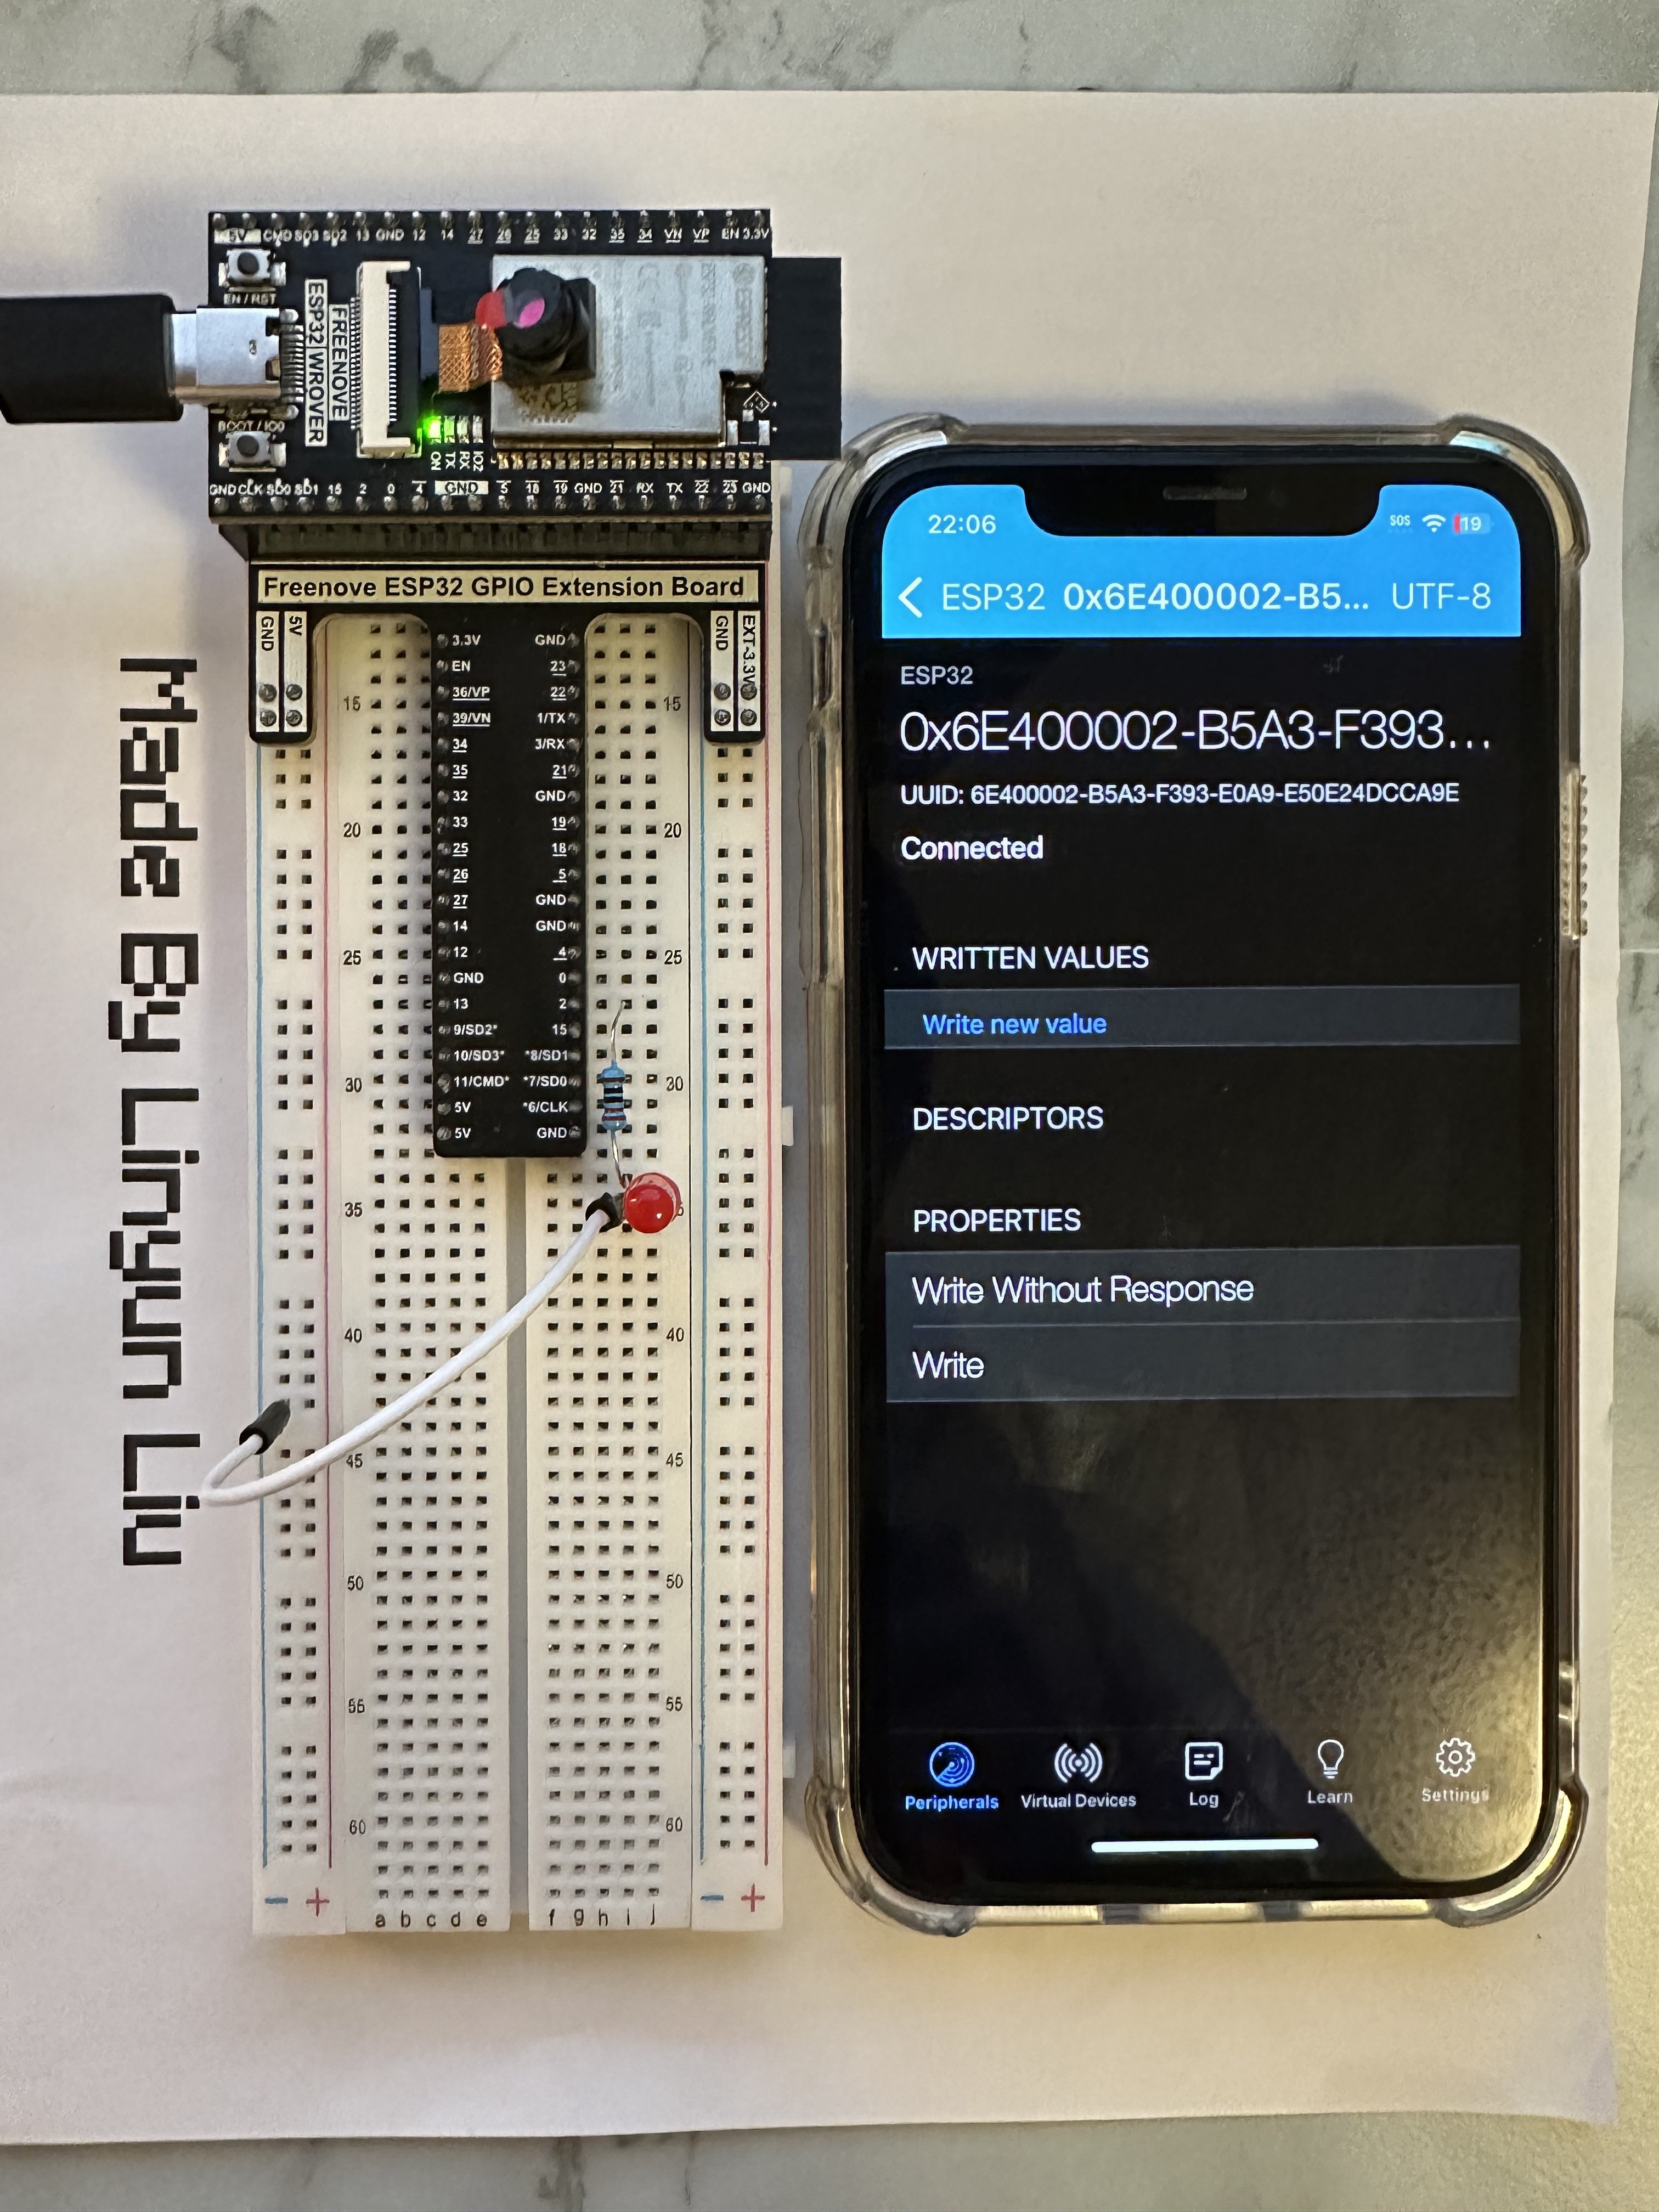 5V CMD SD3 SD2 13 GND 12 14 27 26 25 33 32 35 34 VN VP EN 3.3V
EN / RST
FREENOVE
ESP32 WROVER
BOOT / IO0
ON TX RX IO2
GND CLK SD0 SD1 15 2 0 4 GND 5 18 19 GND 21 RX TX 22 23 GND
Freenove ESP32 GPIO Extension Board
GND 5V GND EXT-3.3V
3.3V GND
EN 23
36/VP 22
15 39/VN 1/TX 15
34 3/RX
35 21
32 GND
33 19
20 20
25 18
26 5
27 GND
14 GND
12 4
25 25
GND 0
13 2
9/SD2* 15
10/SD3* *8/SD1
30 11/CMD* *7/SD0 30
5V *6/CLK
5V GND
35
40 40
45 45
50 50
55 55
60 60
− + − +
a b c d e f g h i j
Made By Linyun Liu
22:06 SOS 19
ESP32 0x6E400002-B5... UTF-8
ESP32
0x6E400002-B5A3-F393...
UUID: 6E400002-B5A3-F393-E0A9-E50E24DCCA9E
Connected
WRITTEN VALUES
Write new value
DESCRIPTORS
PROPERTIES
Write Without Response
Write
Peripherals Virtual Devices Log Learn Settings